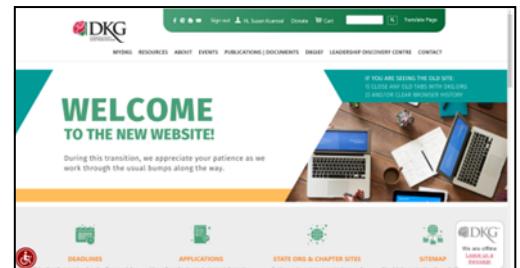 DKG
Sign out Hi, Susan Kuensel Donate Cart Translate Page
MYDKG RESOURCES ABOUT EVENTS PUBLICATIONS | DOCUMENTS DKGIEF LEADERSHIP DISCOVERY CENTRE CONTACT
IF YOU ARE SEEING THE OLD SITE:
1) CLOSE ANY OLD TABS WITH DKG.ORG
2) AND/OR CLEAR BROWSER HISTORY
WELCOME
TO THE NEW WEBSITE!
During this transition, we appreciate your patience as we
work through the usual bumps along the way.
DKG
We are offline
Leave us a
message
DEADLINES APPLICATIONS STATE ORG & CHAPTER SITES SITEMAP